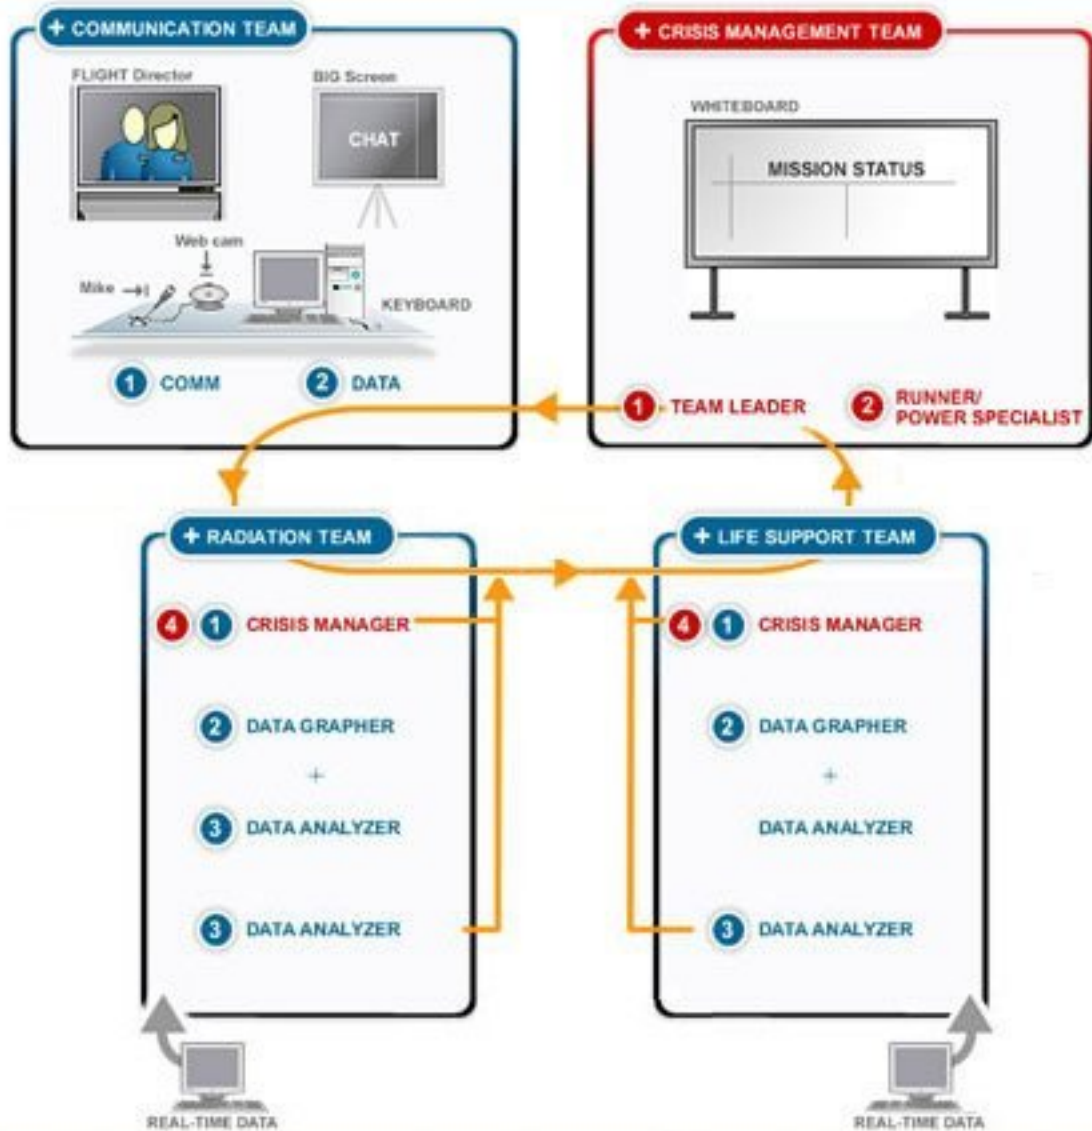 + COMMUNICATION TEAM
FLIGHT Director
BIG Screen
CHAT
Web cam
Mike
KEYBOARD
1 COMM
2 DATA
+ CRISIS MANAGEMENT TEAM
WHITEBOARD
MISSION STATUS
1 TEAM LEADER
2 RUNNER/
POWER SPECIALIST
+ RADIATION TEAM
4 1 CRISIS MANAGER
2 DATA GRAPHER
+
3 DATA ANALYZER
3 DATA ANALYZER
REAL-TIME DATA
+ LIFE SUPPORT TEAM
4 1 CRISIS MANAGER
2 DATA GRAPHER
+
DATA ANALYZER
3 DATA ANALYZER
REAL-TIME DATA